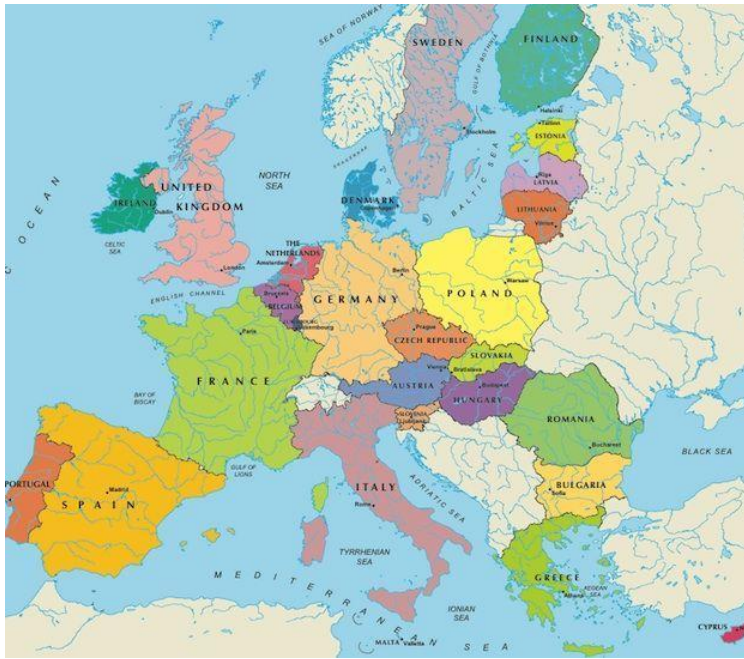 SEA OF NORWAY
SWEDEN
FINLAND
GULF OF BOTHNIA
Helsinki
Tallinn
ESTONIA
Stockholm
SKAGERRAK
BALTIC SEA
Riga
LATVIA
LITHUANIA
Vilnius
OCEAN
NORTH
SEA
UNITED
KINGDOM
IRELAND
Dublin
CELTIC
SEA
London
ENGLISH CHANNEL
DENMARK
Copenhagen
THE
NETHERLANDS
Amsterdam
Brussels
BELGIUM
Luxembourg
GERMANY
Berlin
POLAND
Warsaw
Prague
CZECH REPUBLIC
SLOVAKIA
Bratislava
Vienna
AUSTRIA
Budapest
HUNGARY
SLOVENIA
Ljubljana
Paris
FRANCE
BAY OF
BISCAY
GULF OF
LIONS
PORTUGAL
Madrid
SPAIN
ITALY
Rome
ADRIATIC SEA
TYRRHENIAN
SEA
IONIAN
SEA
MEDITERRANEAN SEA
MALTA Valletta
ROMANIA
Bucharest
BLACK SEA
BULGARIA
Sofia
GREECE
Athens
AEGEAN
SEA
CYPRUS